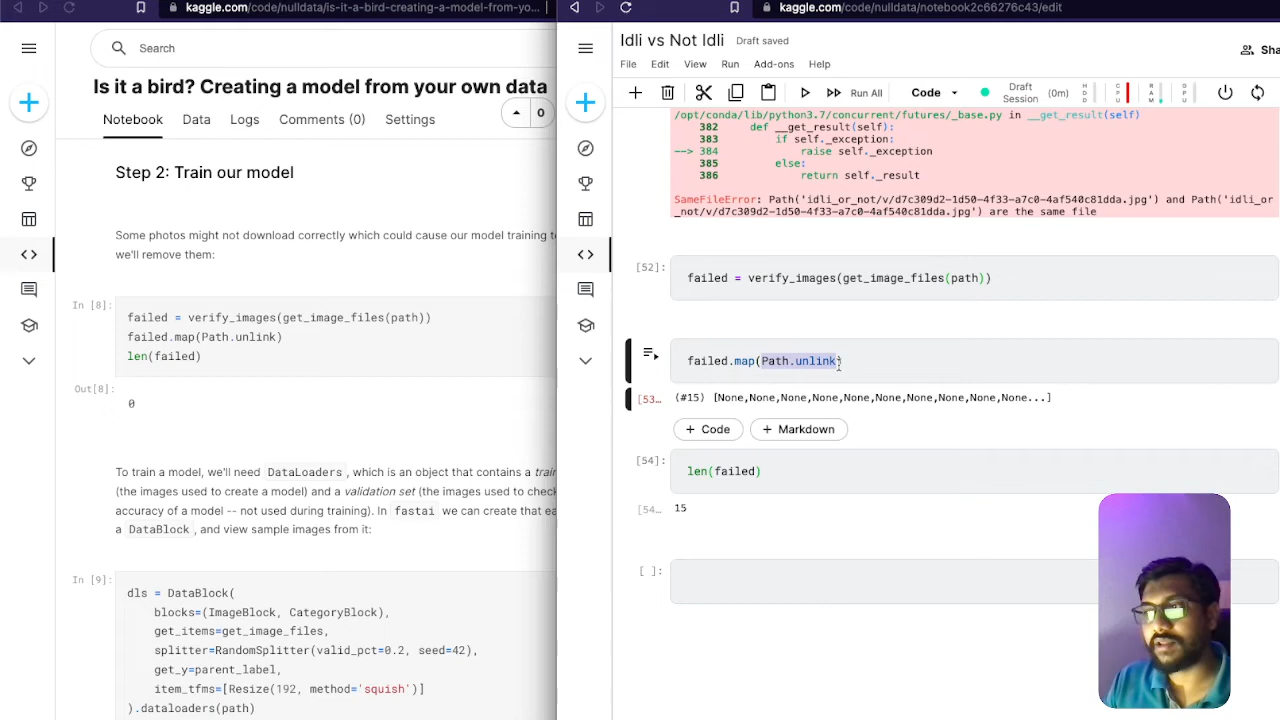 kaggle.com/code/nulldata/is-it-a-bird-creating-a-model-from-yo...
Search
Is it a bird? Creating a model from your own data
0
Notebook Data Logs Comments (0) Settings
Step 2: Train our model
Some photos might not download correctly which could cause our model training to
we'll remove them:
In [8]:
failed = verify_images(get_image_files(path))
failed.map(Path.unlink)
len(failed)
Out[8]:
0
To train a model, we'll need DataLoaders, which is an object that contains a train
(the images used to create a model) and a validation set (the images used to check
accuracy of a model -- not used during training). In fastai we can create that ea
a DataBlock, and view sample images from it:
In [9]:
dls = DataBlock(
blocks=(ImageBlock, CategoryBlock),
get_items=get_image_files,
splitter=RandomSplitter(valid_pct=0.2, seed=42),
get_y=parent_label,
item_tfms=[Resize(192, method='squish')]
).dataloaders(path)
kaggle.com/code/nulldata/notebook2c66276c43/edit
Idli vs Not Idli Draft saved
Sha
File Edit View Run Add-ons Help
Run All Code Draft Session (0m) HDD CPU RAM
/opt/conda/lib/python3.7/concurrent/futures/_base.py in __get_result(self)
382 def __get_result(self):
383 if self._exception:
--> 384 raise self._exception
385 else:
386 return self._result
SameFileError: Path('idli_or_not/v/d7c309d2-1d50-4f33-a7c0-4af540c81dda.jpg') and Path('idli_or
_not/v/d7c309d2-1d50-4f33-a7c0-4af540c81dda.jpg') are the same file
[52]:
failed = verify_images(get_image_files(path))
failed.map(Path.unlink)
[53...
(#15) [None,None,None,None,None,None,None,None,None,None...]
+ Code + Markdown
[54]:
len(failed)
[54...
15
[ ]: